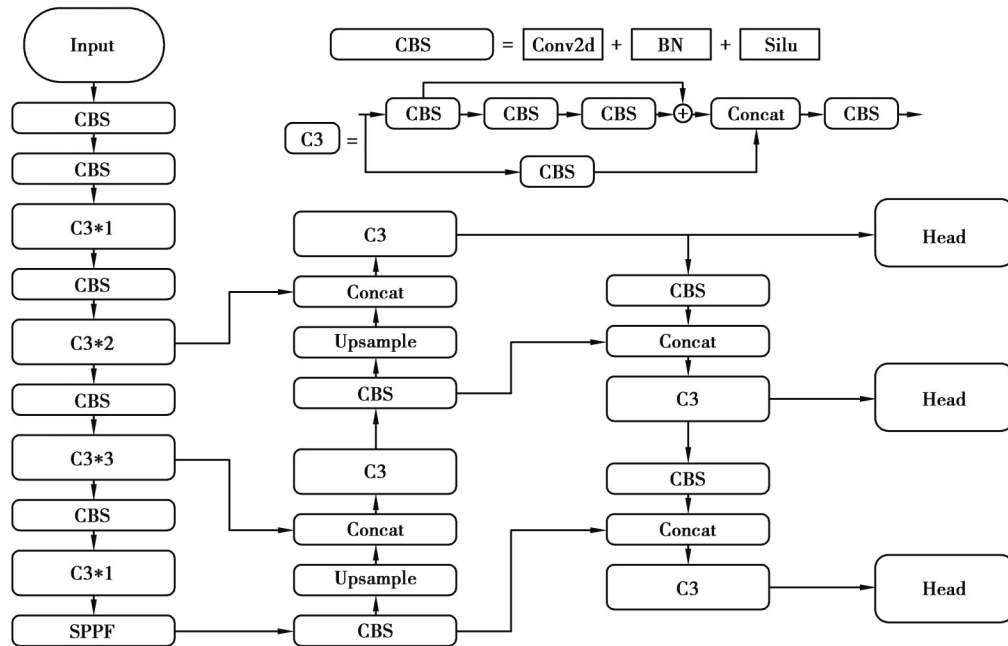 Input
CBS
CBS
C3*1
CBS
C3*2
CBS
C3*3
CBS
C3*1
SPPF
CBS = Conv2d + BN + Silu
C3 =
CBS CBS CBS + Concat CBS
CBS
C3
Concat
Upsample
CBS
C3
Concat
Upsample
CBS
CBS
Concat
C3
CBS
Concat
C3
Head
Head
Head